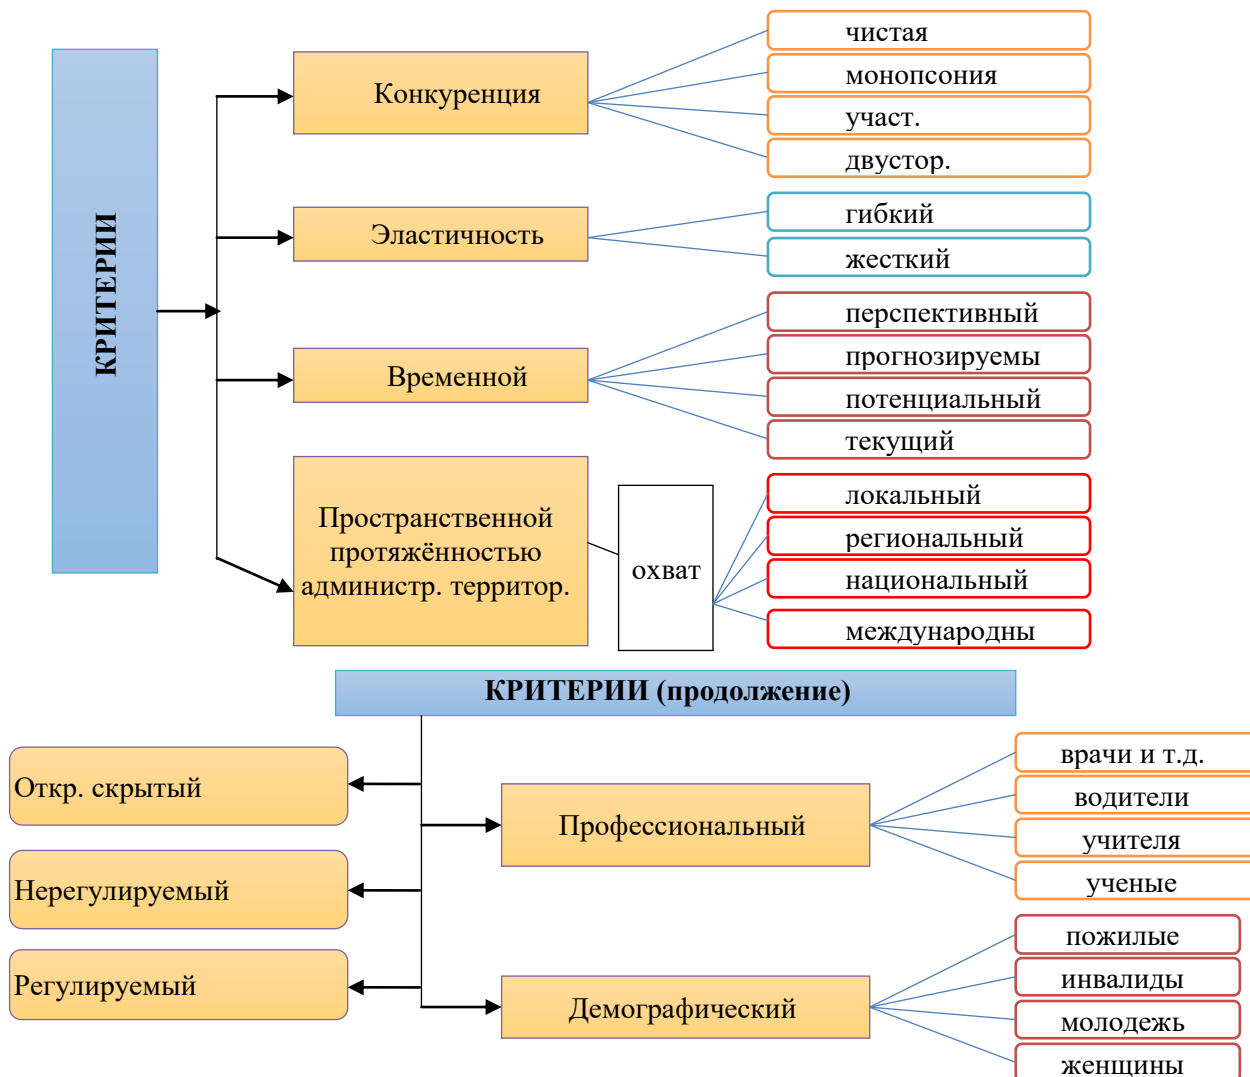 КРИТЕРИИ
Конкуренция
чистая
монопсония
участ.
двустор.
Эластичность
гибкий
жесткий
Временной
перспективный
прогнозируемы
потенциальный
текущий
Пространственной
протяжённостью
администр. территор.
охват
локальный
региональный
национальный
международны
КРИТЕРИИ (продолжение)
Откр. скрытый
Нерегулируемый
Регулируемый
Профессиональный
врачи и т.д.
водители
учителя
ученые
Демографический
пожилые
инвалиды
молодежь
женщины